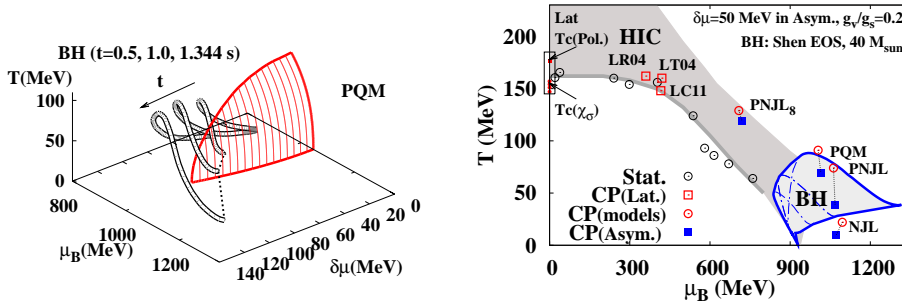 BH (t=0.5, 1.0, 1.344 s)
T(MeV)
t
PQM
100
50
0
800
1000
1200
μB(MeV)
140 120 100 80 60 40 20 0
δμ(MeV)
δμ=50 MeV in Asym., gv/gs=0.2
BH: Shen EOS, 40 Msun
Lat
Tc(Pol.)
HIC
LR04
LT04
LC11
Tc(χσ)
PNJL8
PQM
PNJL
BH
NJL
Stat.
CP(Lat.)
CP(models)
CP(Asym.)
T (MeV)
200
150
100
50
0
0 300 600 900 1200
μB (MeV)